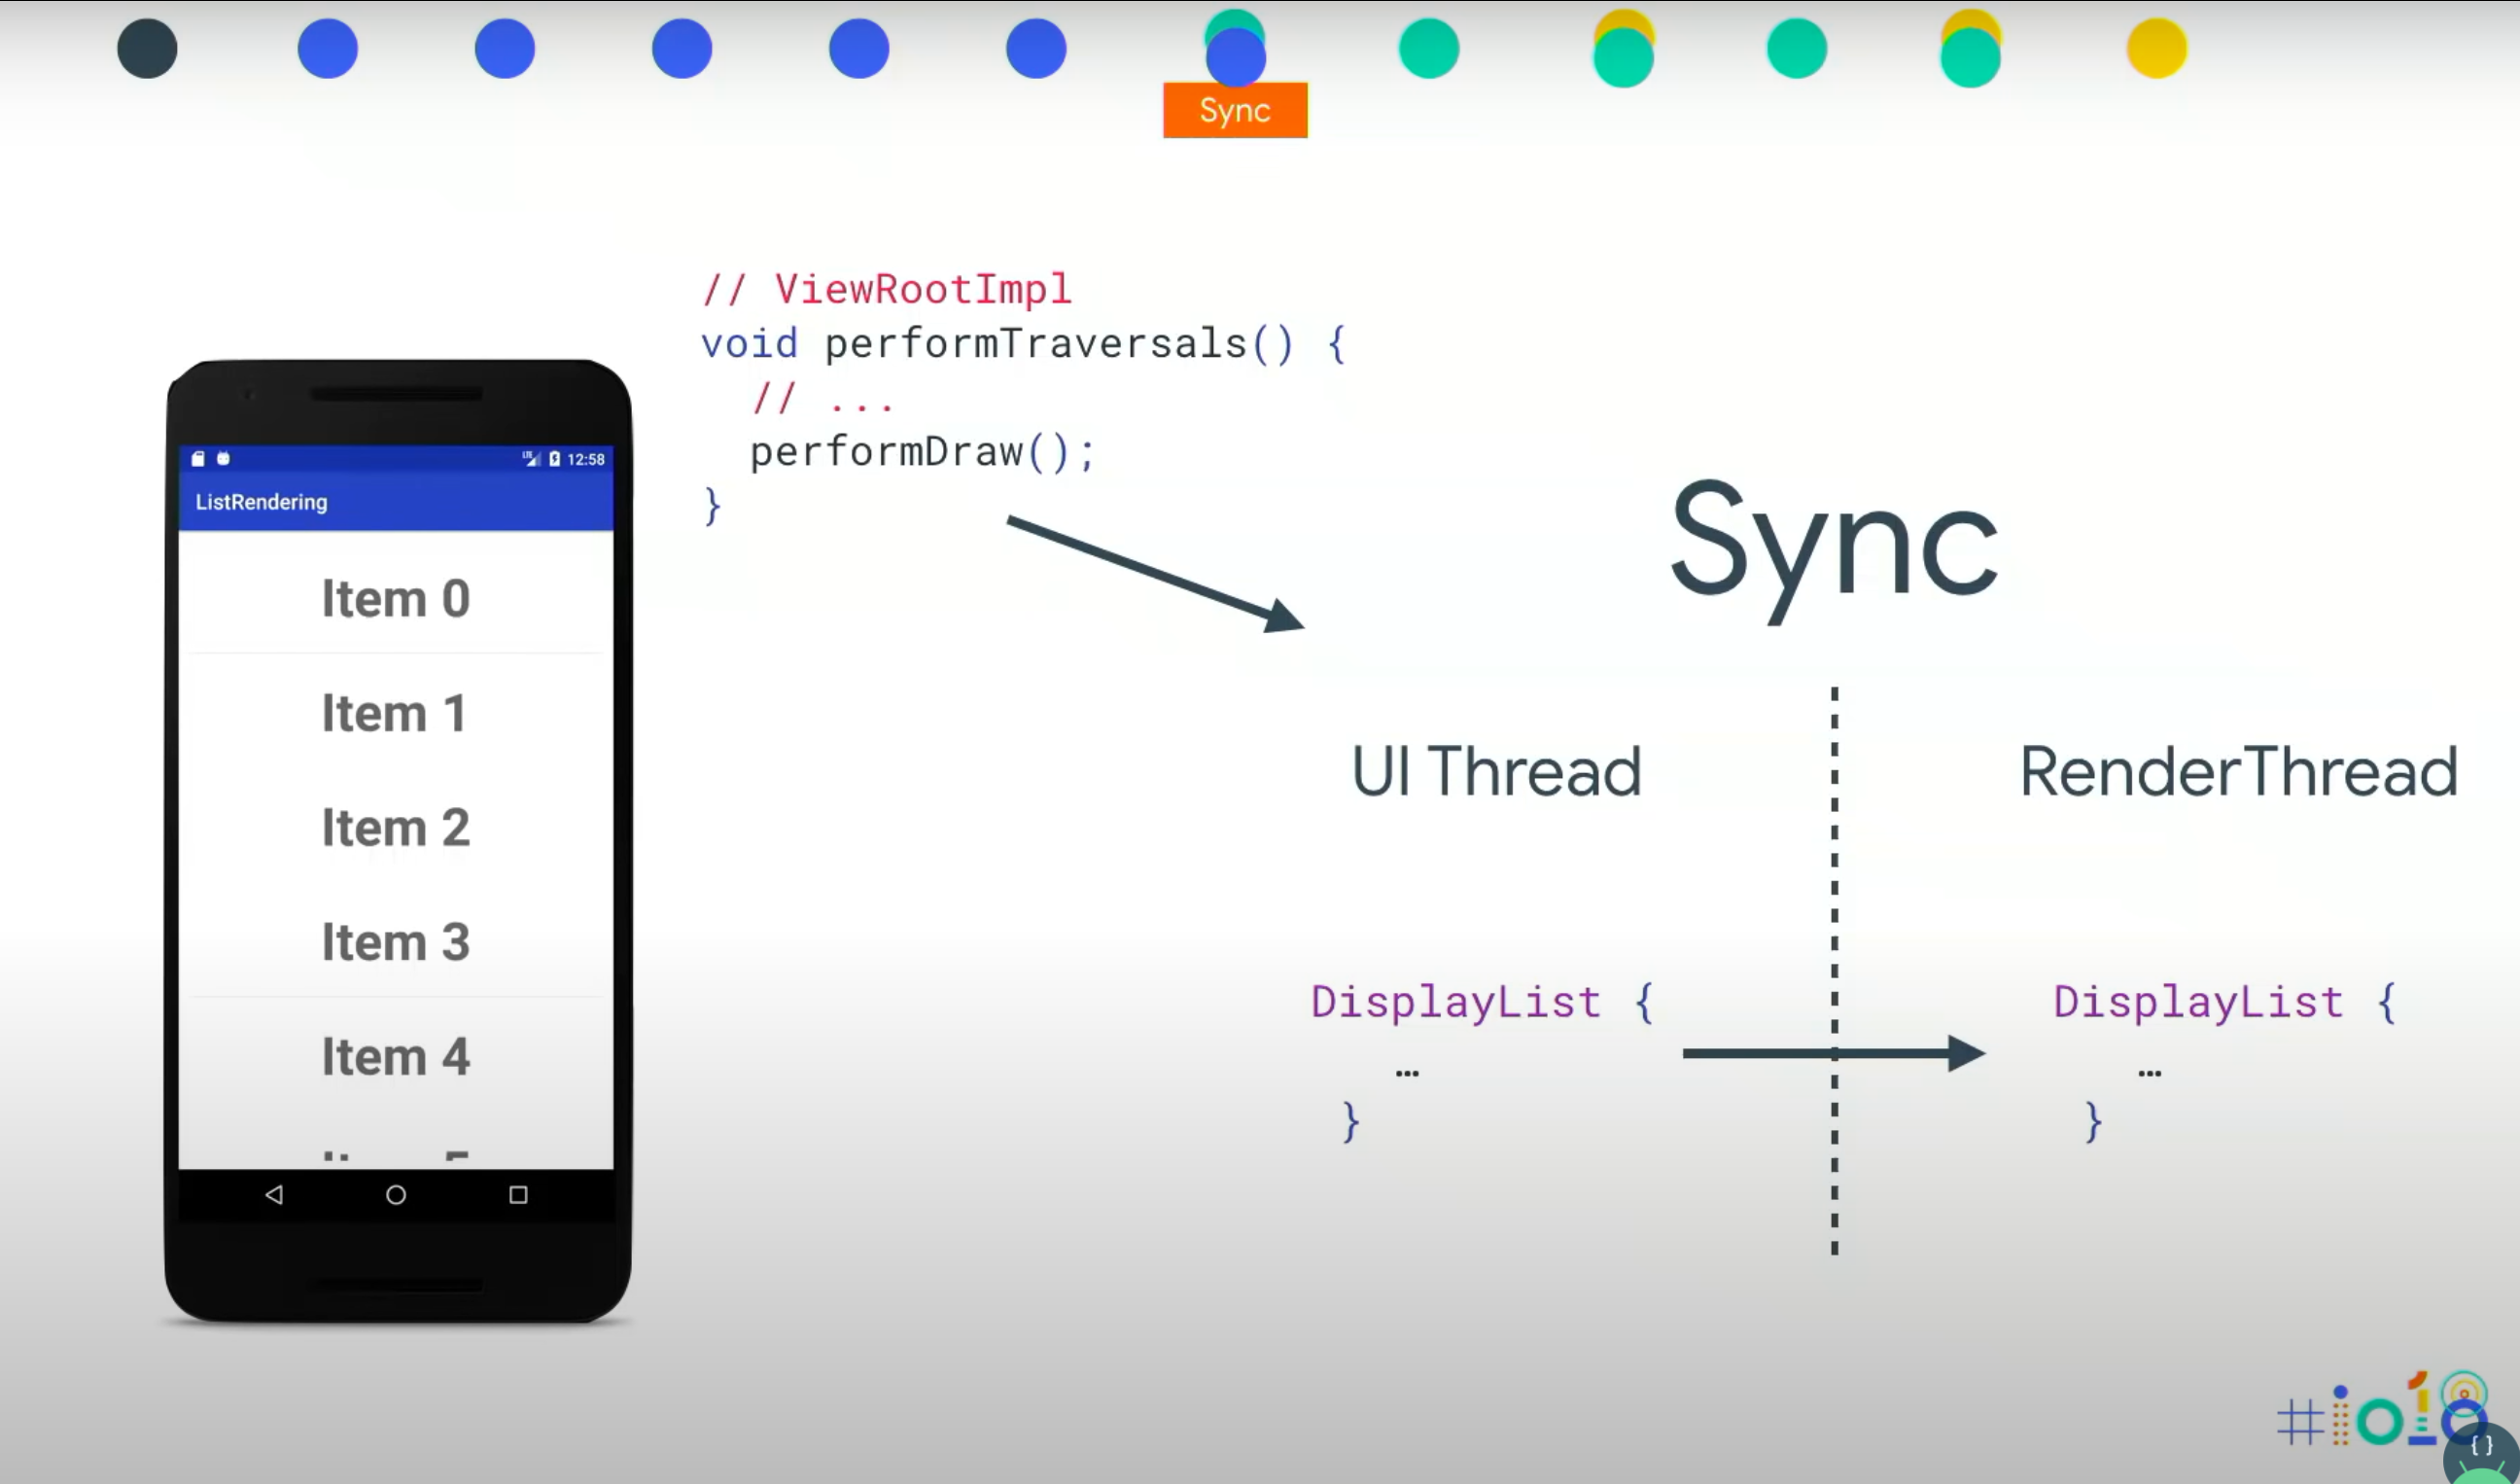 Sync
// ViewRootImpl
void performTraversals() {
// ...
performDraw();
}
12:58
ListRendering
Item 0
Item 1
Item 2
Item 3
Item 4
Sync
UI Thread
RenderThread
DisplayList {
...
}
DisplayList {
...
}
#io18
{ }